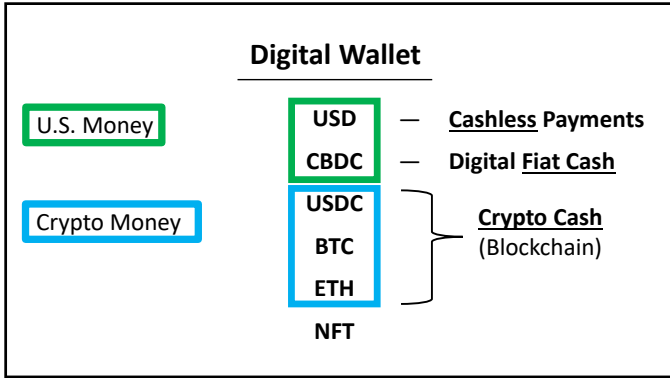 Digital Wallet
U.S. Money
USD — Cashless Payments
CBDC — Digital Fiat Cash
Crypto Money
USDC
Crypto Cash
BTC
(Blockchain)
ETH
NFT